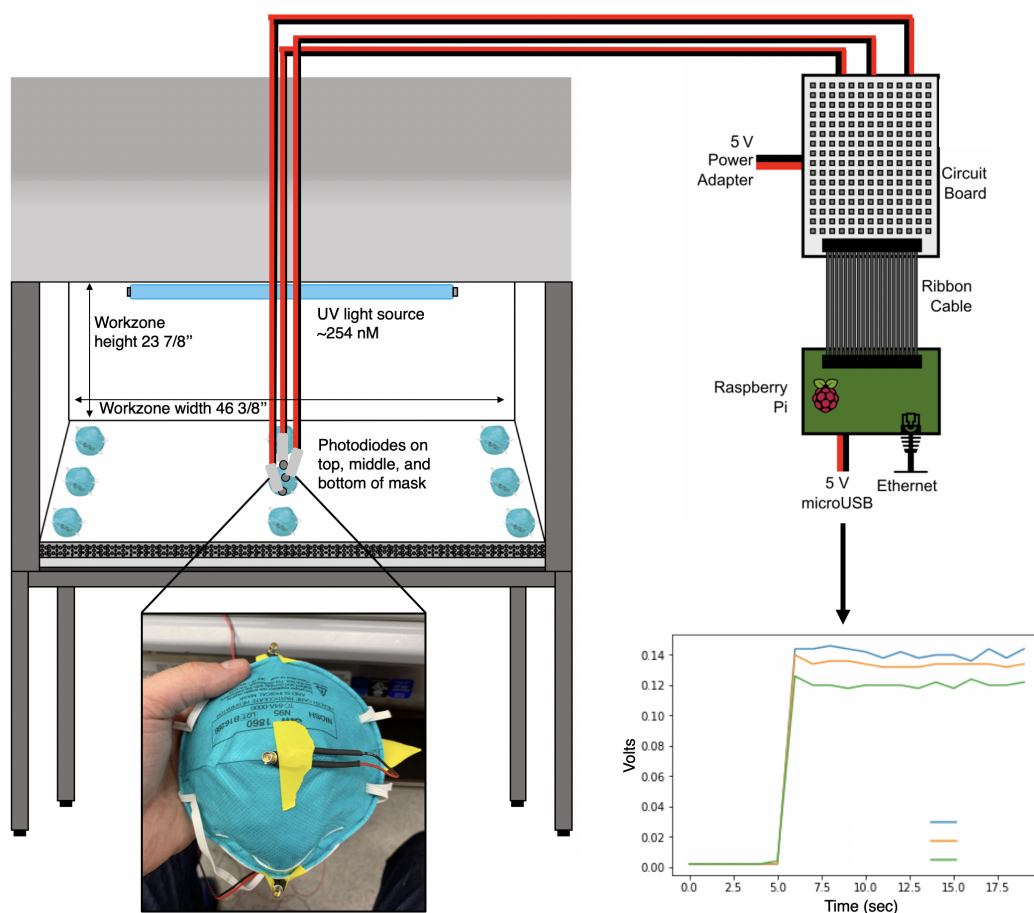 5 V
Power
Adapter
Circuit
Board
Ribbon
Cable
UV light source
~254 nM
Workzone
height 23 7/8”
Raspberry
Pi
Workzone width 46 3/8”
Photodiodes on
top, middle, and
bottom of mask
5 V
microUSB
Ethernet
1860
N95
NIOSH
Volts
0.14
0.12
0.10
0.08
0.06
0.04
0.02
0.00
0.0
2.5
5.0
7.5
10.0
12.5
15.0
17.5
Time (sec)